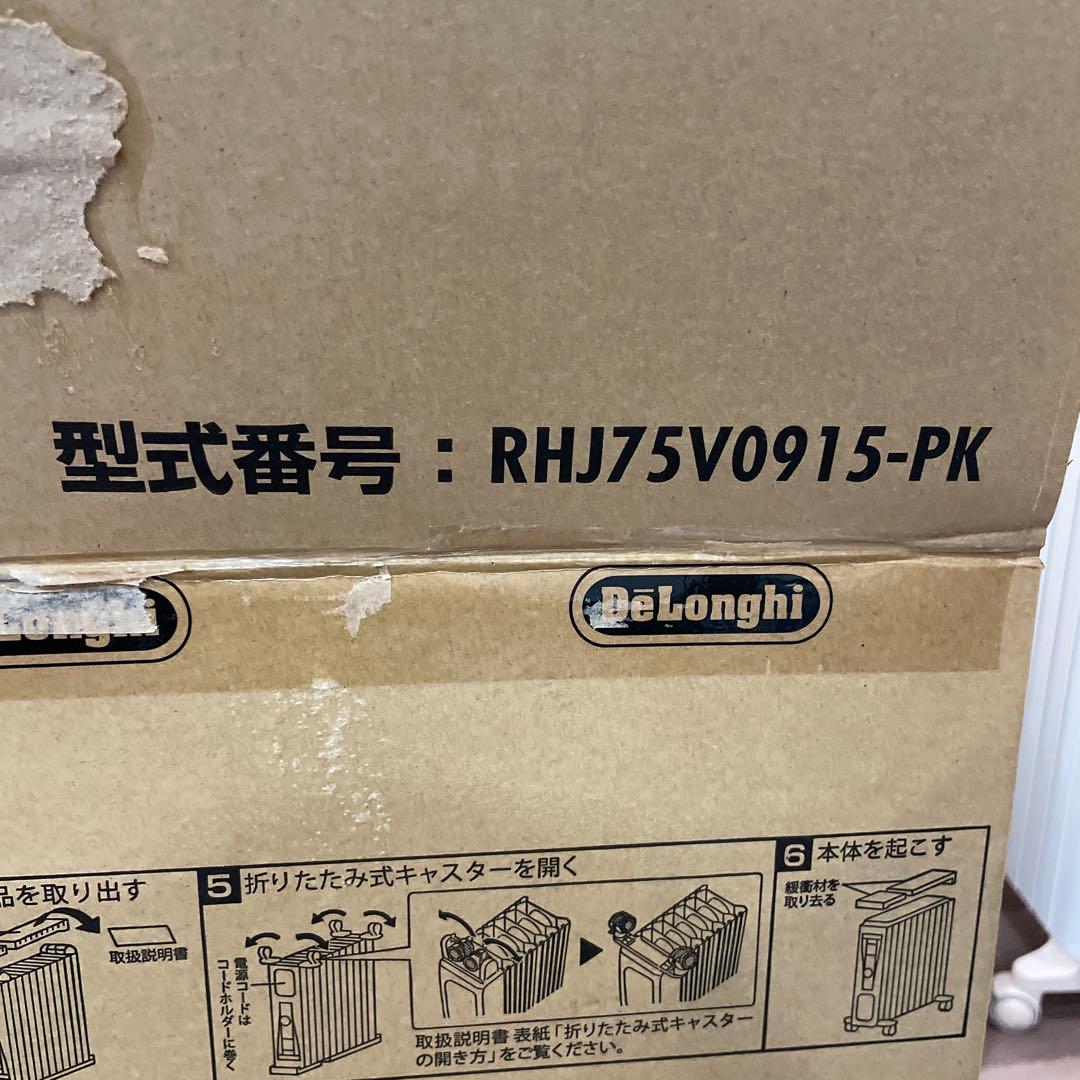 型式番号：RHJ75V0915-PK
Longhi
DēLonghi
品を取り出す
取扱説明書
5 折りたたみ式キャスターを開く
電源コードは
コードホルダーに巻く
取扱説明書 表紙「折りたたみ式キャスター
の開き方」をご覧ください。
6 本体を起こす
緩衝材を
取り去る